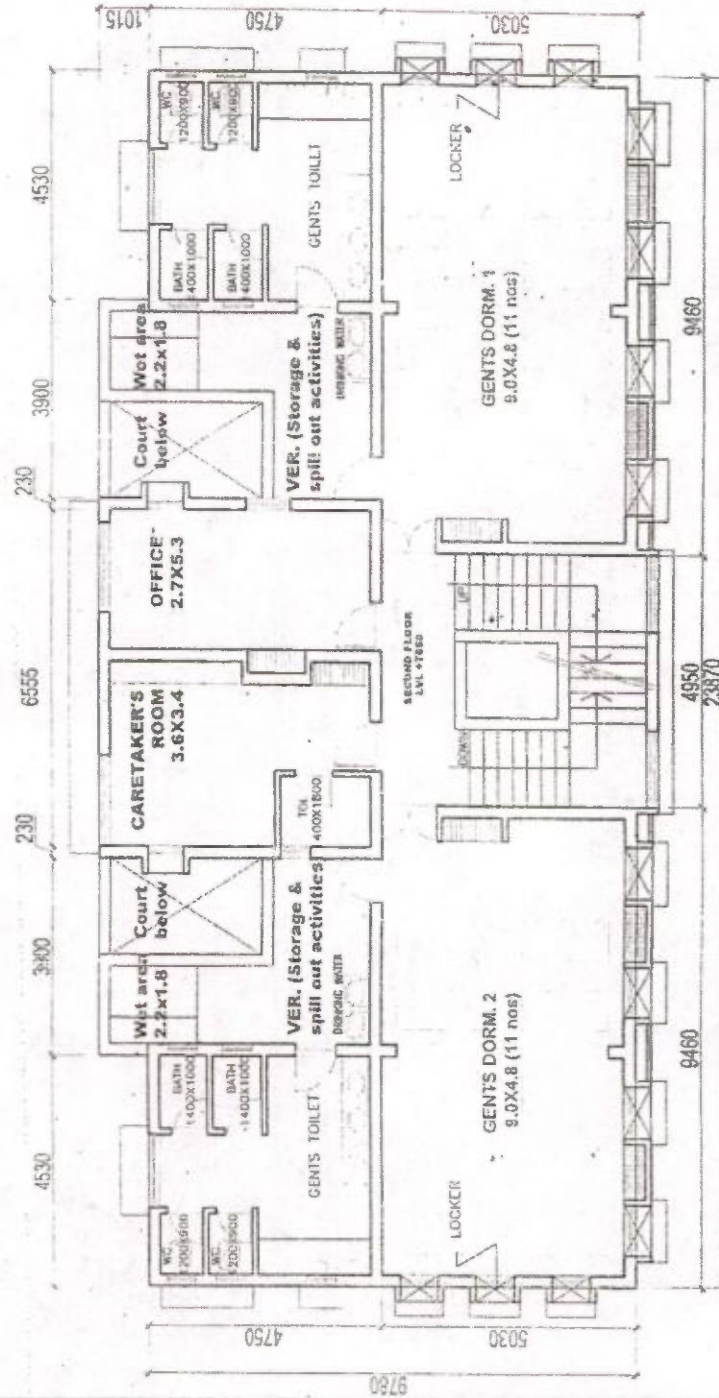 4530
3800
230
6555
230
3900
4530
1015
4750
5030
WC
1200X900
WC
1200X900
BATH
1400X1000
BATH
1400X1000
GENTS TOILET
Wet area
2.2x1.8
Court
below
VER. (Storage &
spill out activities)
DRINKING WATER
CARETAKER'S
ROOM
3.6X3.4
OFFICE
2.7X5.3
Court
below
Wet area
2.2x1.8
VER. (Storage &
spill out activities)
DRINKING WATER
BATH
1400X1000
BATH
1400X1000
WC
1200X900
WC
1200X900
GENTS TOILET
4750
5030
9780
LOCKER
GENTS DORM. 2
9.0X4.8 (11 nos)
SECOND FLOOR
LVL +7650
DOWN
UP
GENTS DORM. 1
9.0X4.8 (11 nos)
LOCKER
9460
4950
9460
23870